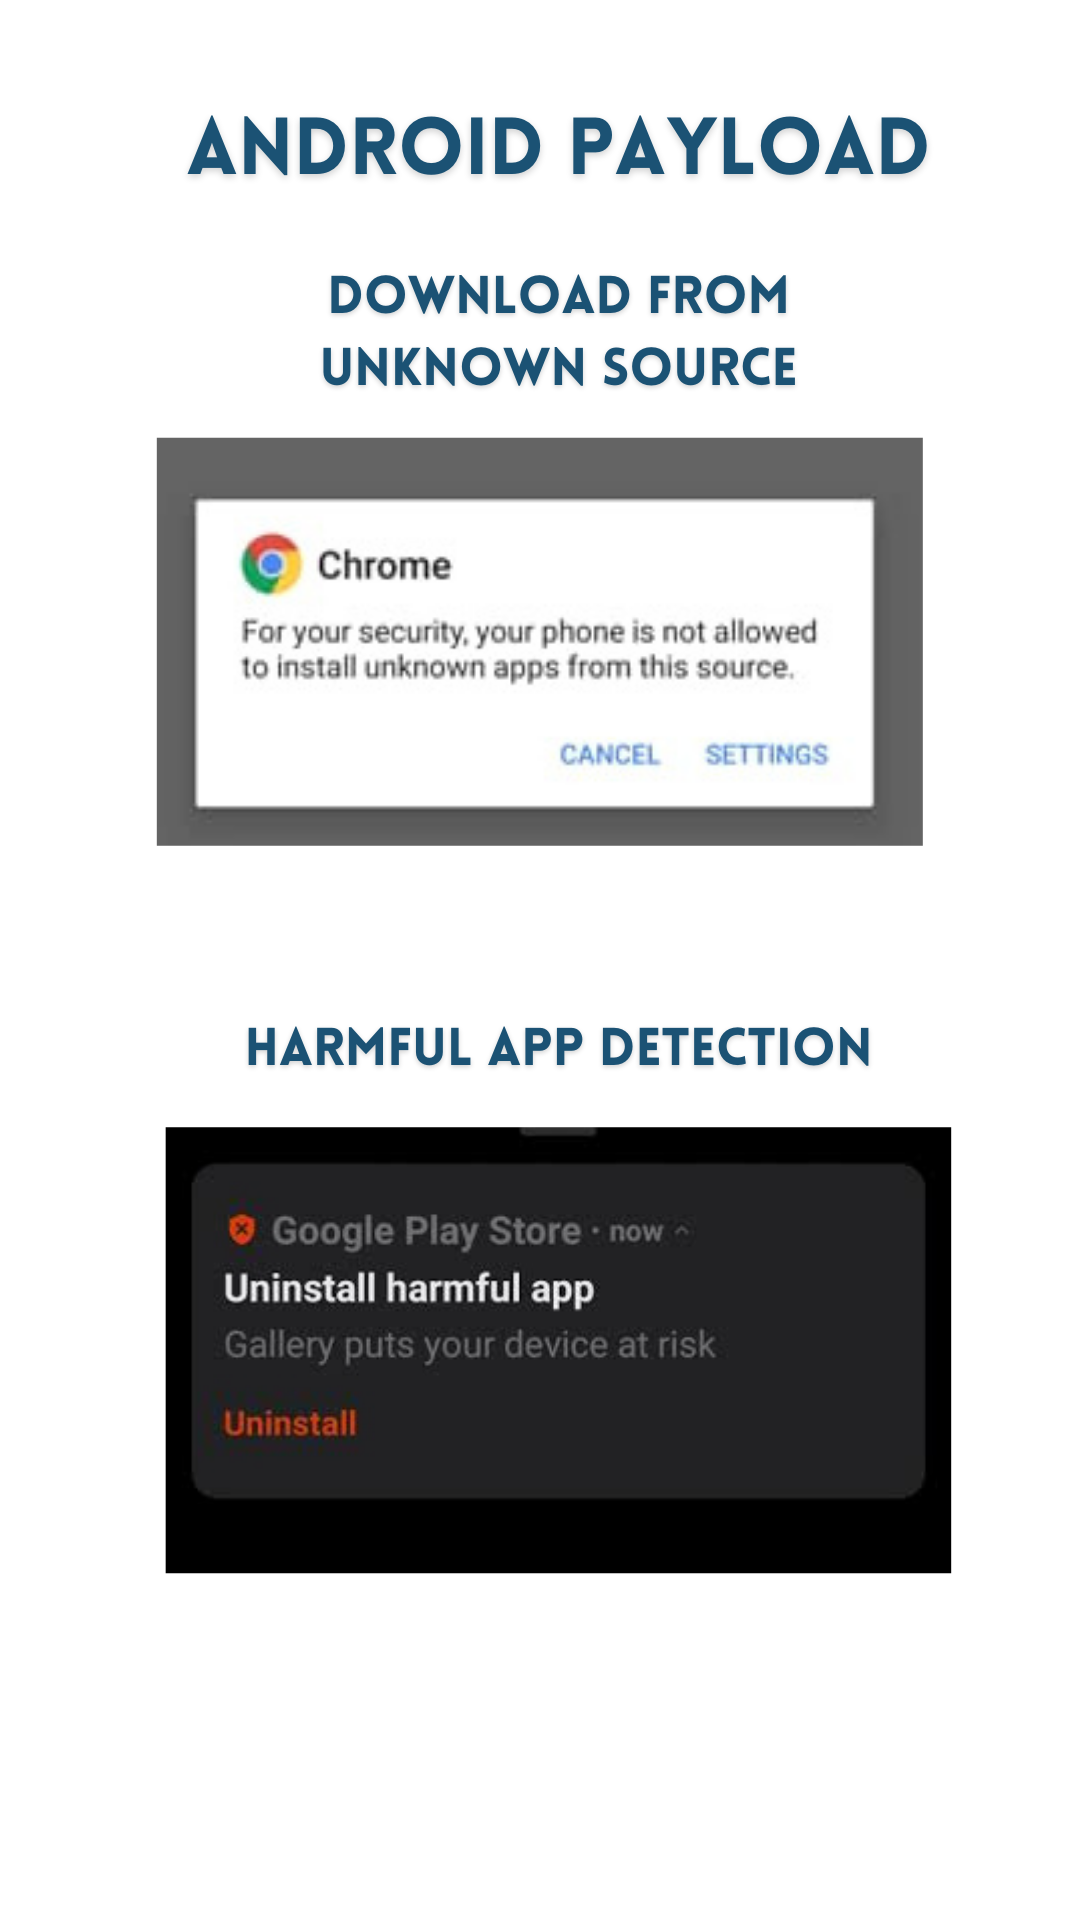 ANDROID PAYLOAD
DOWNLOAD FROM
UNKNOWN SOURCE
Chrome
For your security, your phone is not allowed
to install unknown apps from this source.
CANCEL SETTINGS
HARMFUL APP DETECTION
Google Play Store · now
Uninstall harmful app
Gallery puts your device at risk
Uninstall